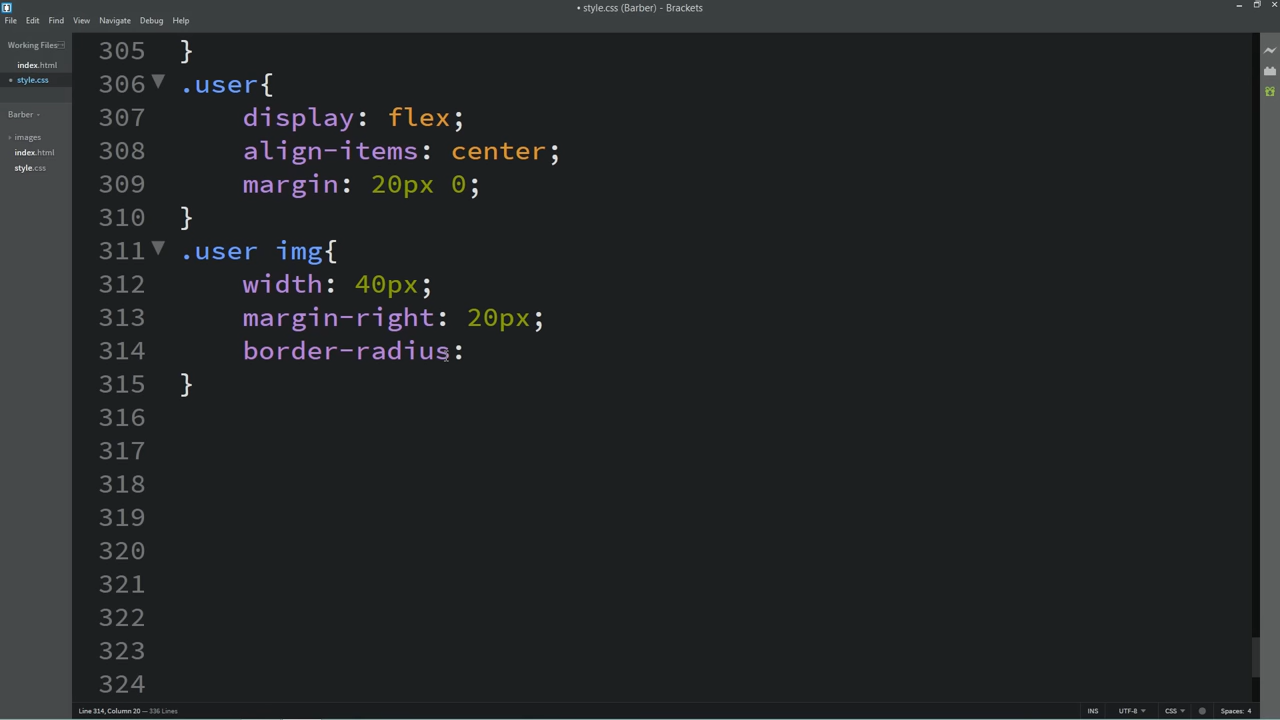 • style.css (Barber) - Brackets
File Edit Find View Navigate Debug Help
Working Files
index.html
• style.css
Barber
images
index.html
style.css
305 }
306 .user{
307 display: flex;
308 align-items: center;
309 margin: 20px 0;
310 }
311 .user img{
312 width: 40px;
313 margin-right: 20px;
314 border-radius:
315 }
316
317
318
319
320
321
322
323
324
Line 314, Column 20 — 336 Lines
INS UTF-8 CSS Spaces: 4